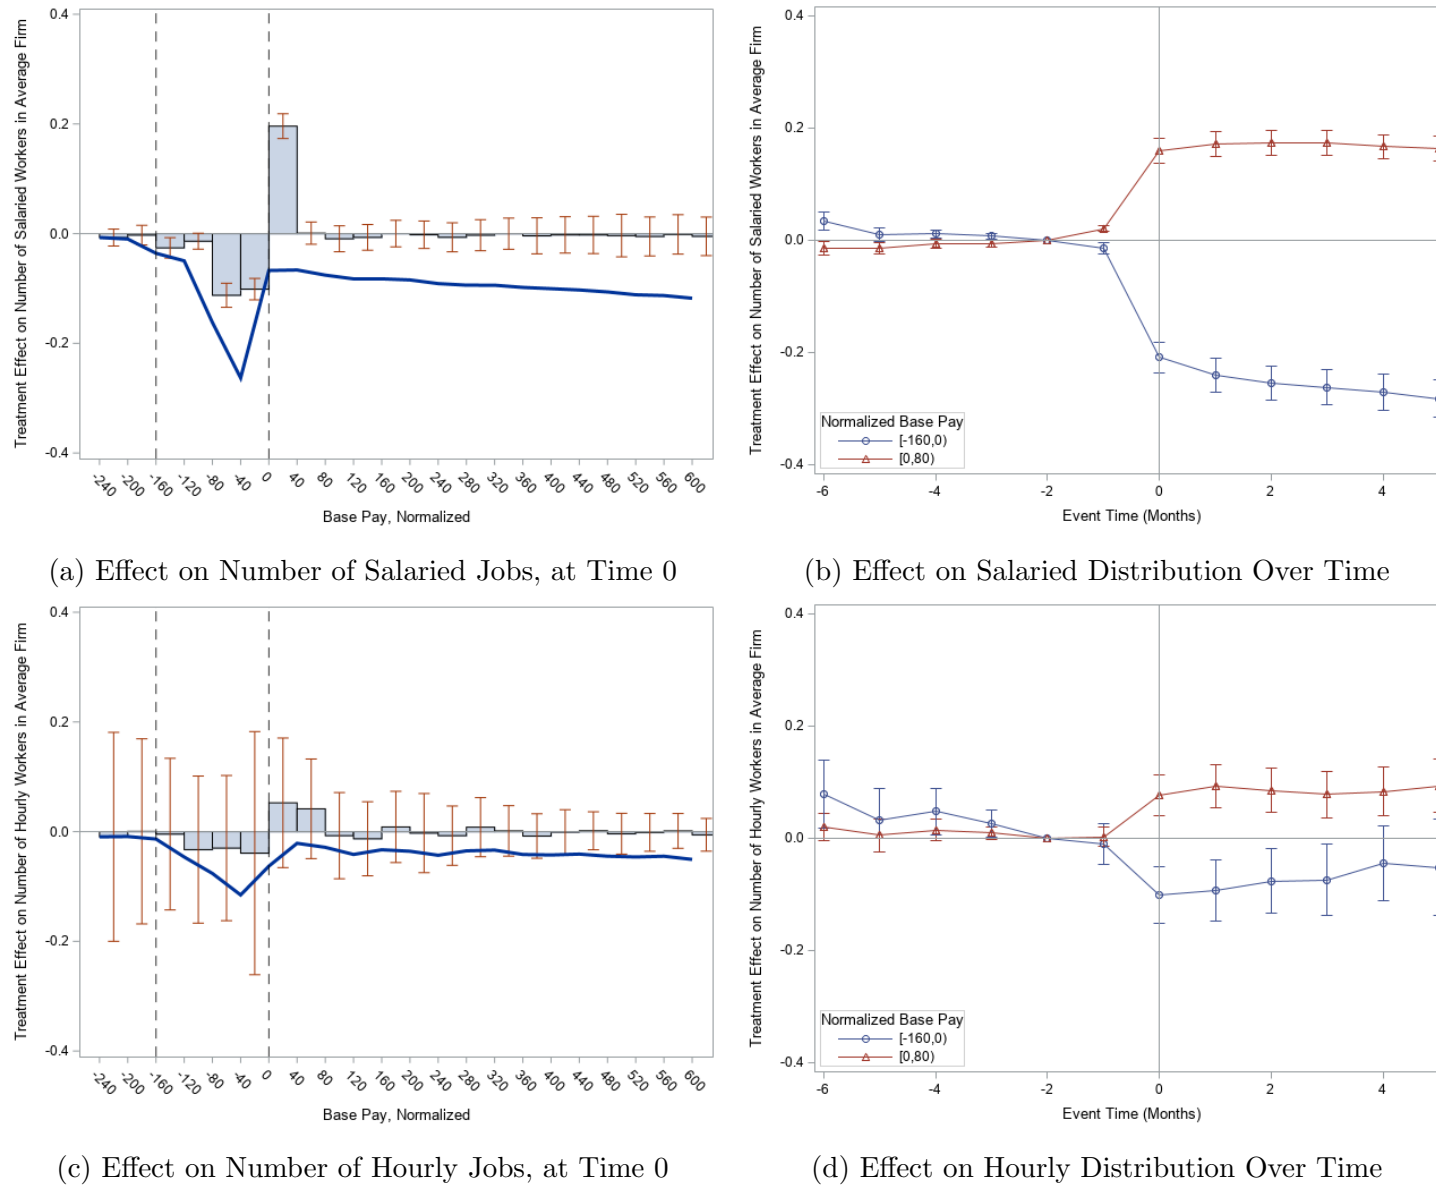 Treatment Effect on Number of Salaried Workers in Average Firm
0.4
0.2
0.0
-0.2
-0.4
-240 -200 -160 -120 -80 -40 0 40 80 120 160 200 240 280 320 360 400 440 480 520 560 600
Base Pay, Normalized
(a) Effect on Number of Salaried Jobs, at Time 0
Treatment Effect on Number of Salaried Workers in Average Firm
0.4
0.2
0.0
-0.2
-0.4
Normalized Base Pay
[-160,0)
[0,80)
-6 -4 -2 0 2 4
Event Time (Months)
(b) Effect on Salaried Distribution Over Time
Treatment Effect on Number of Hourly Workers in Average Firm
0.4
0.2
0.0
-0.2
-0.4
-240 -200 -160 -120 -80 -40 0 40 80 120 160 200 240 280 320 360 400 440 480 520 560 600
Base Pay, Normalized
(c) Effect on Number of Hourly Jobs, at Time 0
Treatment Effect on Number of Hourly Workers in Average Firm
0.4
0.2
0.0
-0.2
-0.4
Normalized Base Pay
[-160,0)
[0,80)
-6 -4 -2 0 2 4
Event Time (Months)
(d) Effect on Hourly Distribution Over Time